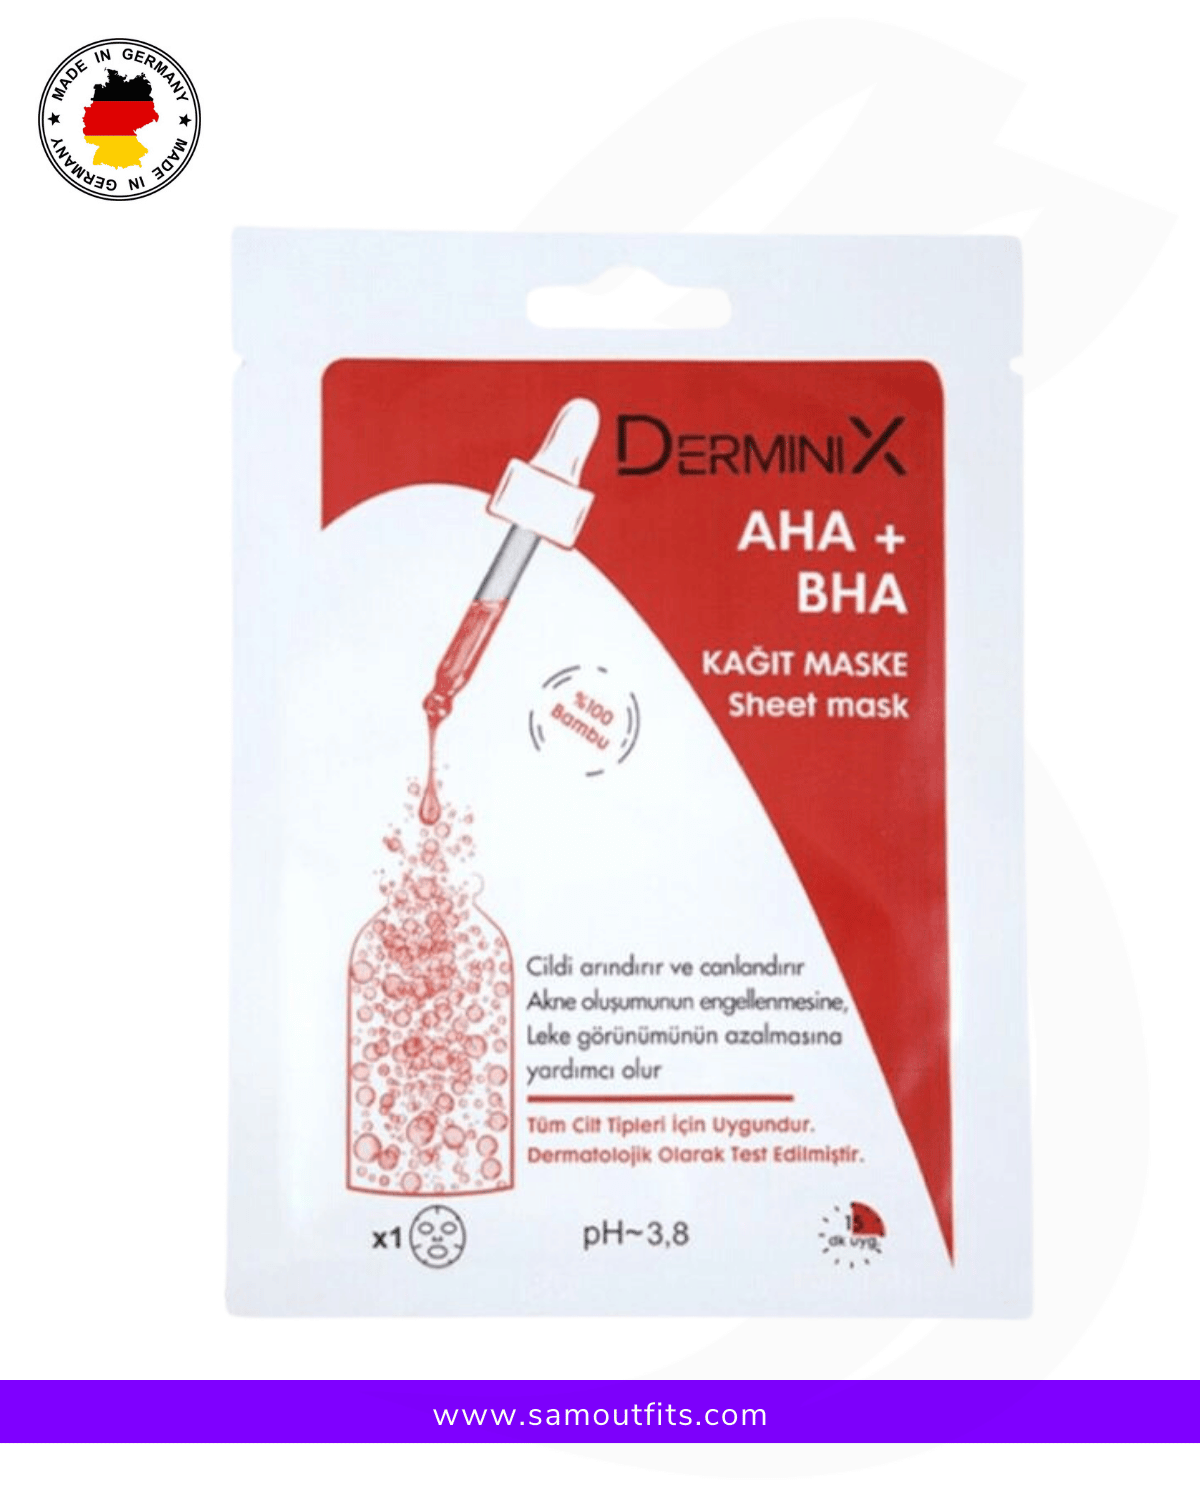 MADE IN GERMANY
MADE IN GERMANY
DERMINIX
AHA +
BHA
KAĞIT MASKE
Sheet mask
%100
Bambu
Cildi arındırır ve canlandırır
Akne oluşumunun engellenmesine,
Leke görünümünün azalmasına
yardımcı olur
Tüm Cilt Tipleri İçin Uygundur.
Dermatolojik Olarak Test Edilmiştir.
x1
pH~3,8
15
dk uyg.
www.samoutfits.com